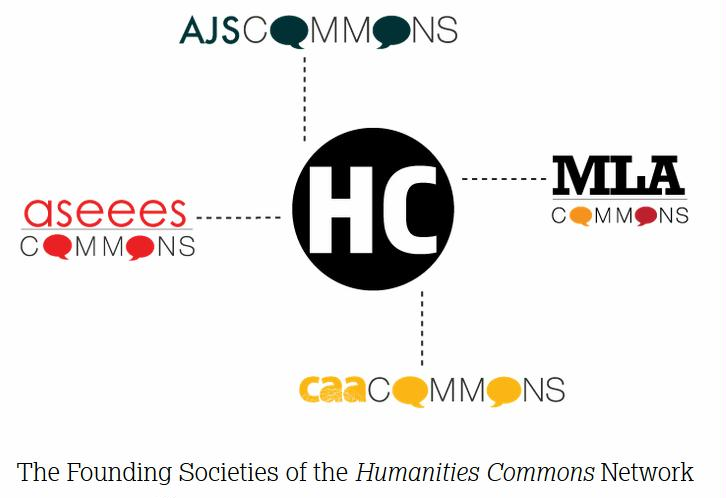 AJSCOMMONS
HC
MLA
COMMONS
aseees
COMMONS
caaCOMMONS
The Founding Societies of the Humanities Commons Network